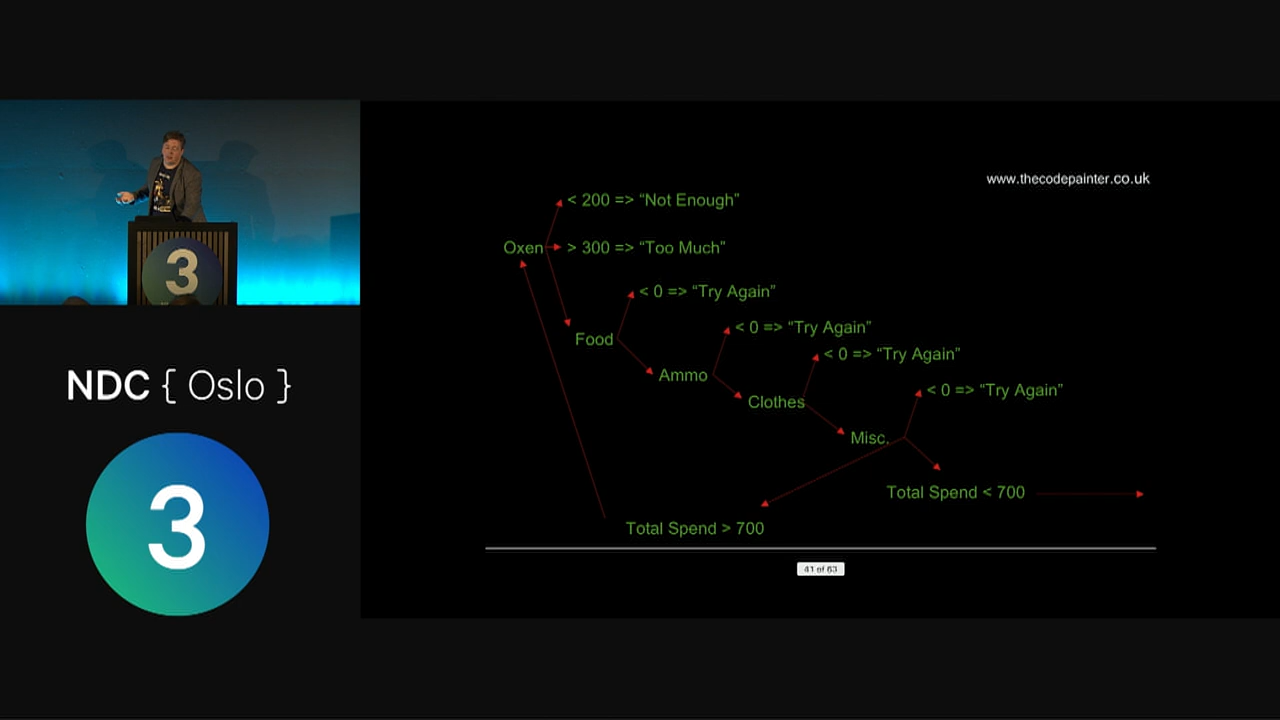 3
NDC { Oslo }
3
www.thecodepainter.co.uk
< 200 => “Not Enough”
Oxen
> 300 => “Too Much”
< 0 => “Try Again”
Food
< 0 => “Try Again”
Ammo
< 0 => “Try Again”
Clothes
< 0 => “Try Again”
Misc.
Total Spend < 700
Total Spend > 700
41 of 63